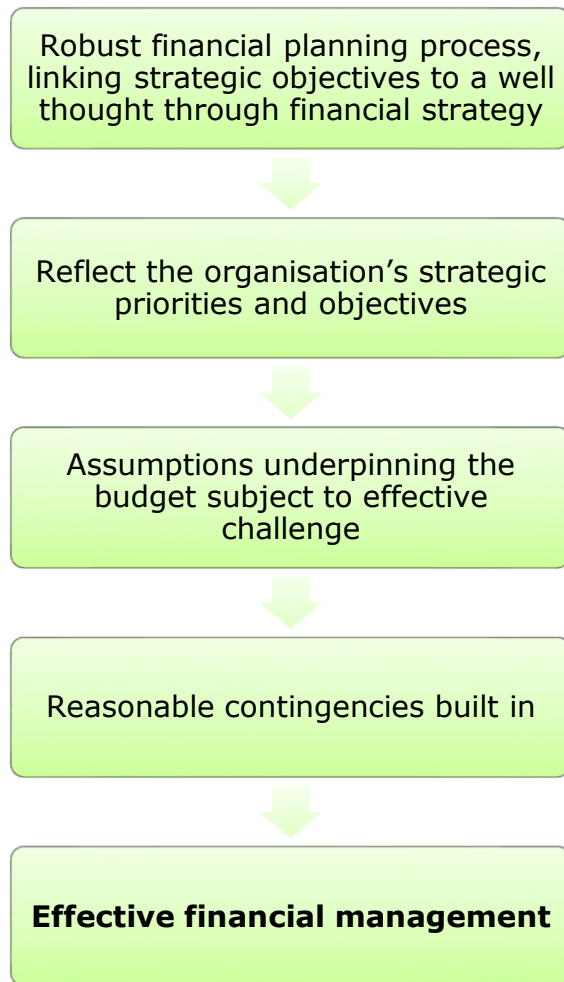 Robust financial planning process,
linking strategic objectives to a well
thought through financial strategy
Reflect the organisation’s strategic
priorities and objectives
Assumptions underpinning the
budget subject to effective
challenge
Reasonable contingencies built in
Effective financial management